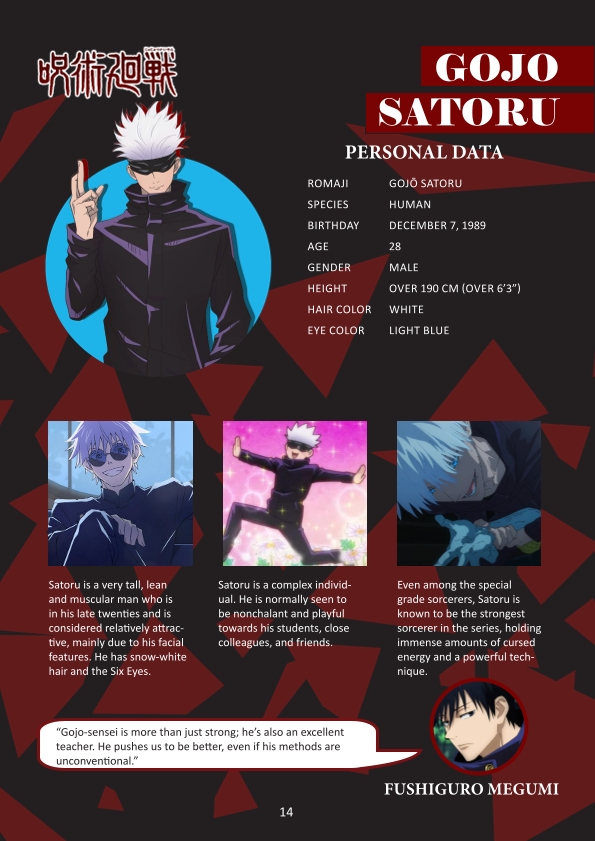 呪術廻戦
GOJO
SATORU
PERSONAL DATA
ROMAJI GOJŌ SATORU
SPECIES HUMAN
BIRTHDAY DECEMBER 7, 1989
AGE 28
GENDER MALE
HEIGHT OVER 190 CM (OVER 6’3”)
HAIR COLOR WHITE
EYE COLOR LIGHT BLUE
Satoru is a very tall, lean
and muscular man who is
in his late twenties and is
considered relatively attrac-
tive, mainly due to his facial
features. He has snow-white
hair and the Six Eyes.
Satoru is a complex individ-
ual. He is normally seen to
be nonchalant and playful
towards his students, close
colleagues, and friends.
Even among the special
grade sorcerers, Satoru is
known to be the strongest
sorcerer in the series, holding
immense amounts of cursed
energy and a powerful tech-
nique.
“Gojo-sensei is more than just strong; he’s also an excellent
teacher. He pushes us to be better, even if his methods are
unconventional.”
FUSHIGURO MEGUMI
14